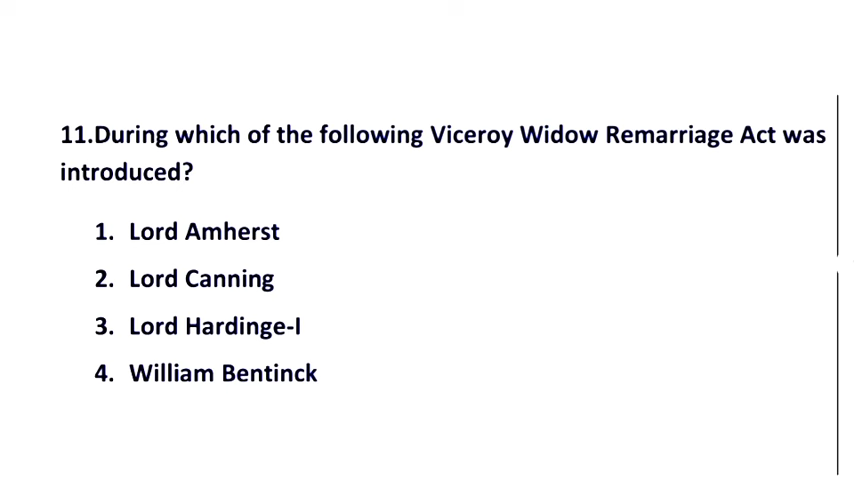 11.During which of the following Viceroy Widow Remarriage Act was
introduced?
1. Lord Amherst
2. Lord Canning
3. Lord Hardinge-I
4. William Bentinck